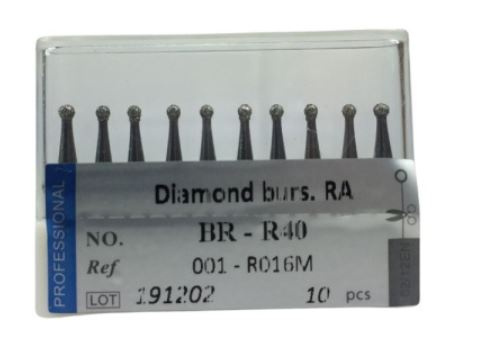 Diamond burs. RA
PROFESSIONAL
NO. BR - R40
Ref 001 - R016M
LOT 191202 10 pcs